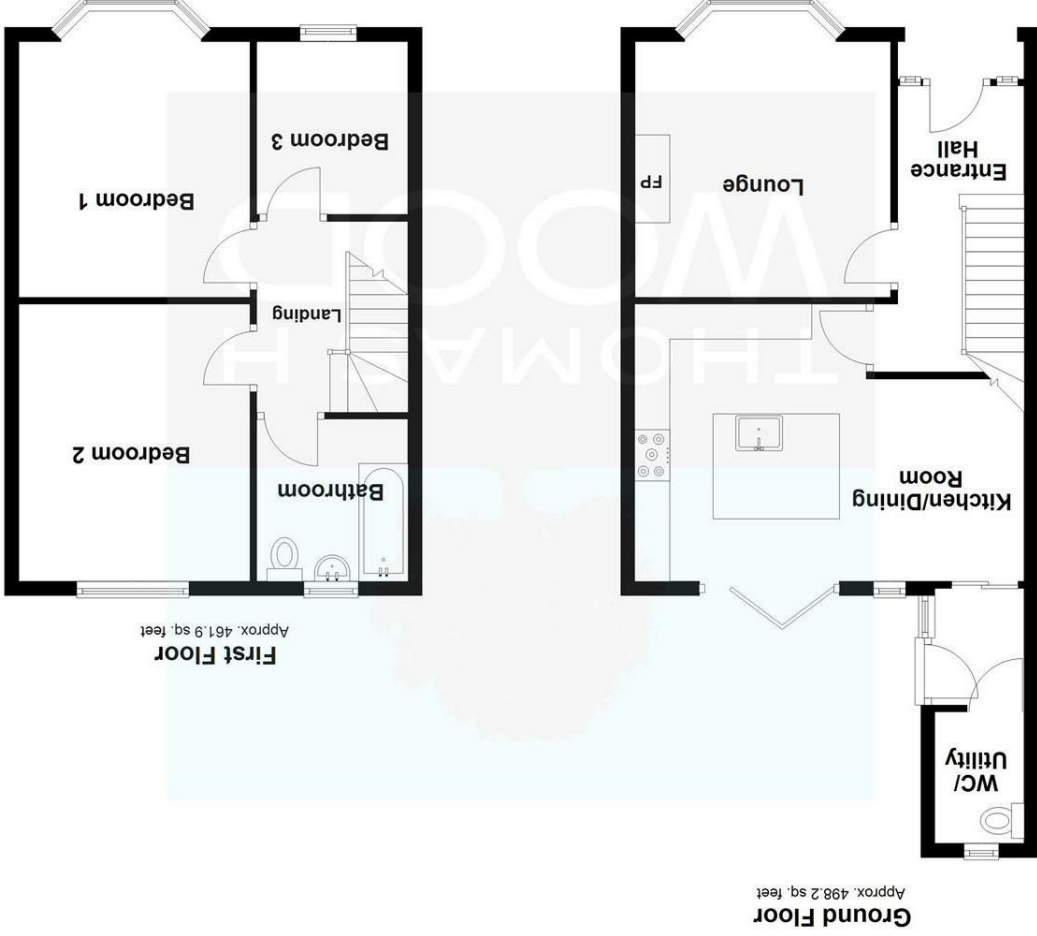 Ground Floor
Approx. 498.2 sq. feet
WC/
Utility
Kitchen/Dining
Room
Lounge
FP
Entrance
Hall
First Floor
Approx. 461.9 sq. feet
Bathroom
Bedroom 2
Landing
Bedroom 1
Bedroom 3
THOMAS H
WOOD